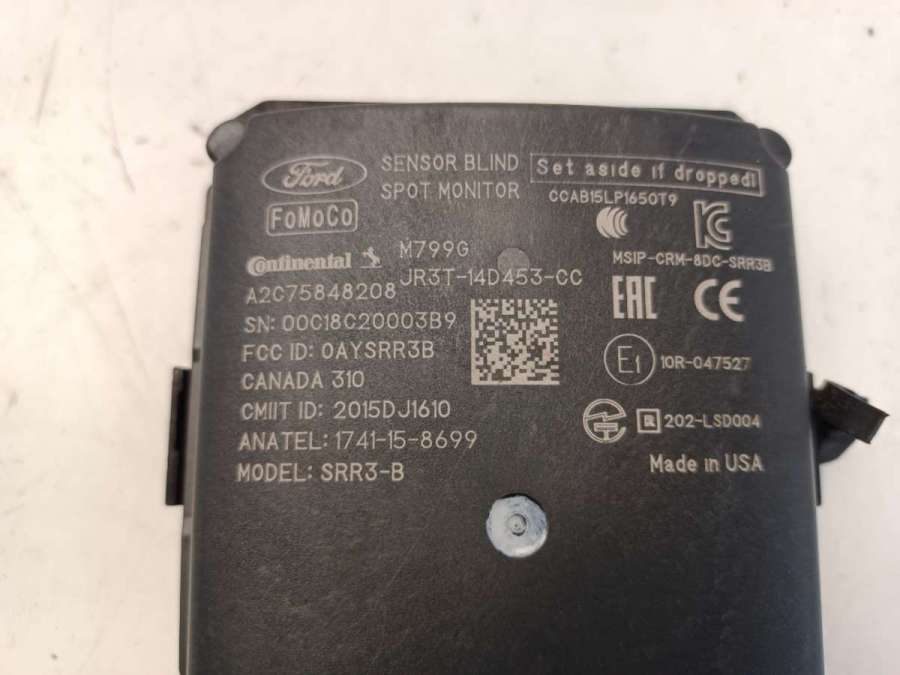 Ford
FoMoCo
SENSOR BLIND
SPOT MONITOR
Set aside if dropped!
CCAB15LP1650T9
Continental
M799G
JR3T-14D453-CC
A2C75848208
MSIP-CRM-8DC-SRR3B
SN: 00C18C20003B9
EAC CE
FCC ID: OAYSRR3B
E1 10R-047527
CANADA 310
CMIIT ID: 2015DJ1610
R 202-LSD004
ANATEL: 1741-15-8699
MODEL: SRR3-B
Made in USA